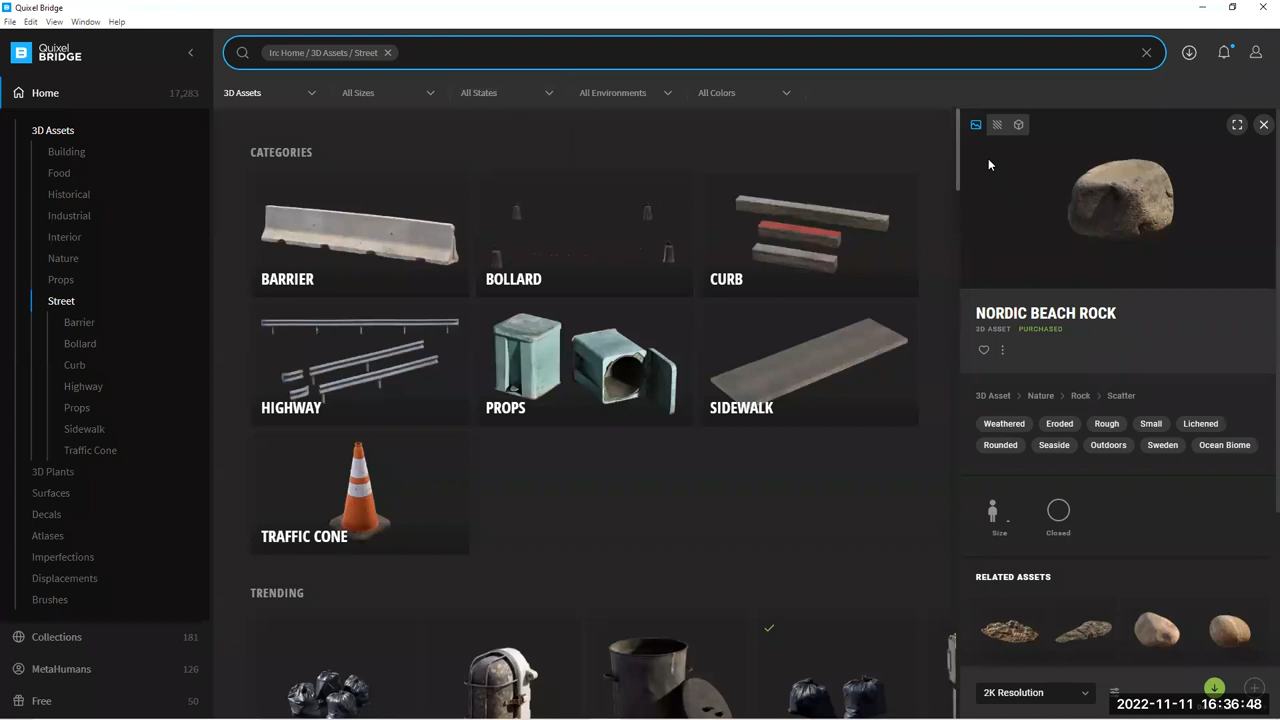 Quixel Bridge
File Edit View Window Help
Quixel
BRIDGE
In: Home / 3D Assets / Street
Home 17,283
3D Assets All Sizes All States All Environments All Colors
3D Assets
Building
Food
Historical
Industrial
Interior
Nature
Props
Street
Barrier
Bollard
Curb
Highway
Props
Sidewalk
Traffic Cone
3D Plants
Surfaces
Decals
Atlases
Imperfections
Displacements
Brushes
Collections 181
MetaHumans 126
Free 50
CATEGORIES
BARRIER
BOLLARD
CURB
HIGHWAY
PROPS
SIDEWALK
TRAFFIC CONE
TRENDING
NORDIC BEACH ROCK
3D ASSET PURCHASED
3D Asset > Nature > Rock > Scatter
Weathered Eroded Rough Small Lichened
Rounded Seaside Outdoors Sweden Ocean Biome
Size Closed
RELATED ASSETS
2K Resolution
2022-11-11 16:36:48